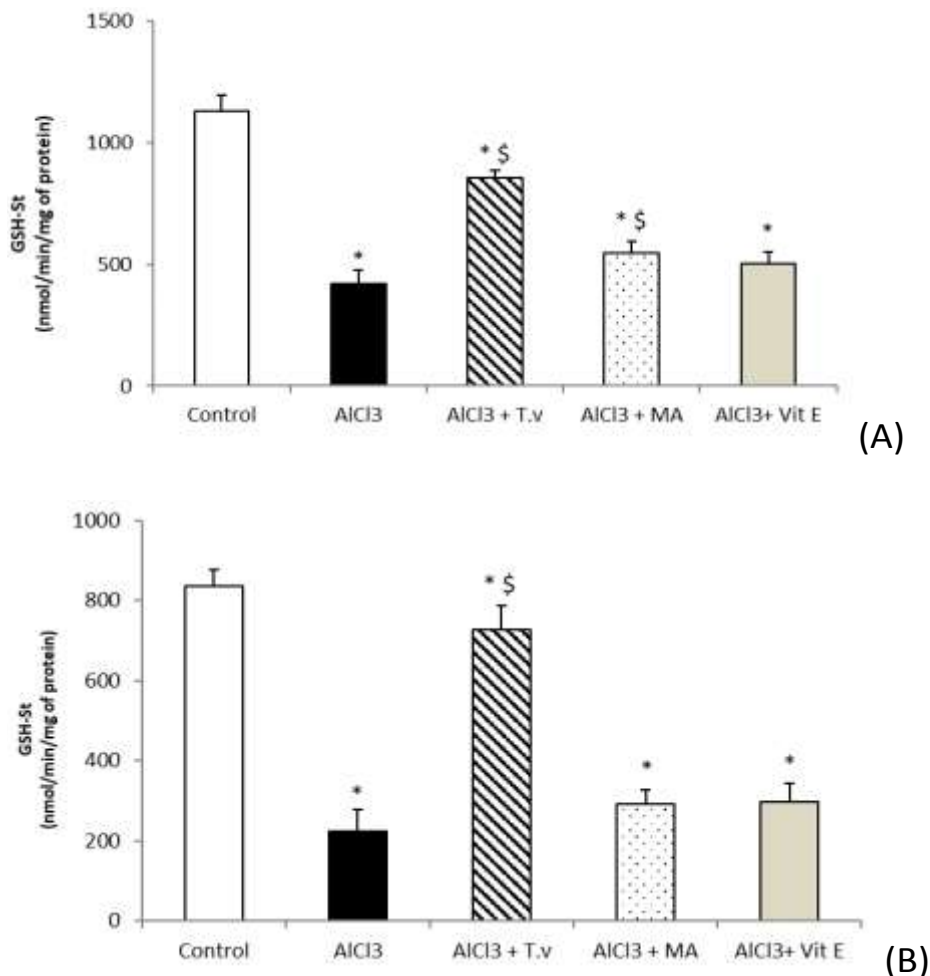 1500
1000
500
0
GSH-St
(nmol/min/mg of protein)
*
* $
* $
*
Control
AlCl3
AlCl3 + T.v
AlCl3 + MA
AlCl3+ Vit E
(A)
1000
800
600
400
200
0
GSH-St
(nmol/min/mg of protein)
*
* $
*
*
Control
AlCl3
AlCl3 + T.v
AlCl3 + MA
AlCl3+ Vit E
(B)